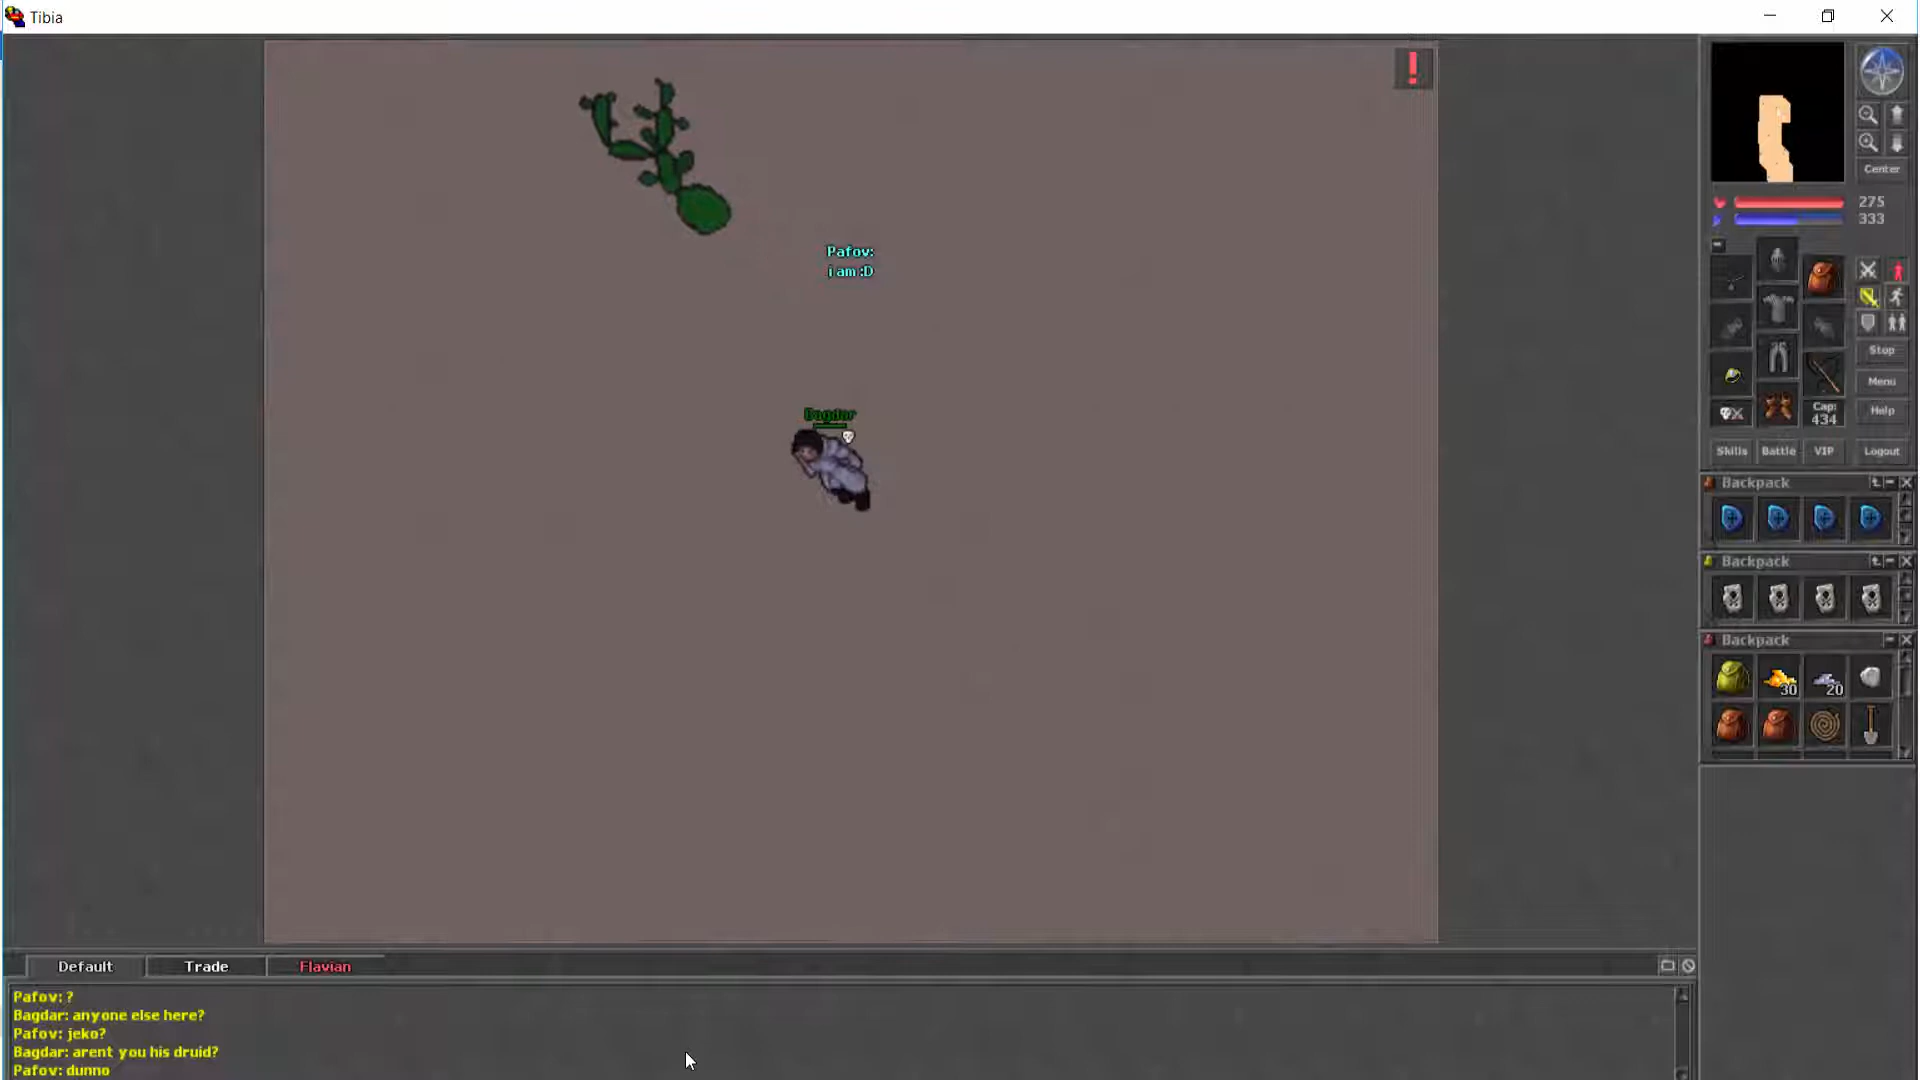 Tibia
Pafov:
i am :D
Bagdar
Center
275
333
Stop
Menu
Cap:
434
Help
Skills
Battle
VIP
Logout
Backpack
Backpack
Backpack
30
20
Default
Trade
Flavian
Pafov: ?
Bagdar: anyone else here?
Pafov: jeko?
Bagdar: arent you his druid?
Pafov: dunno